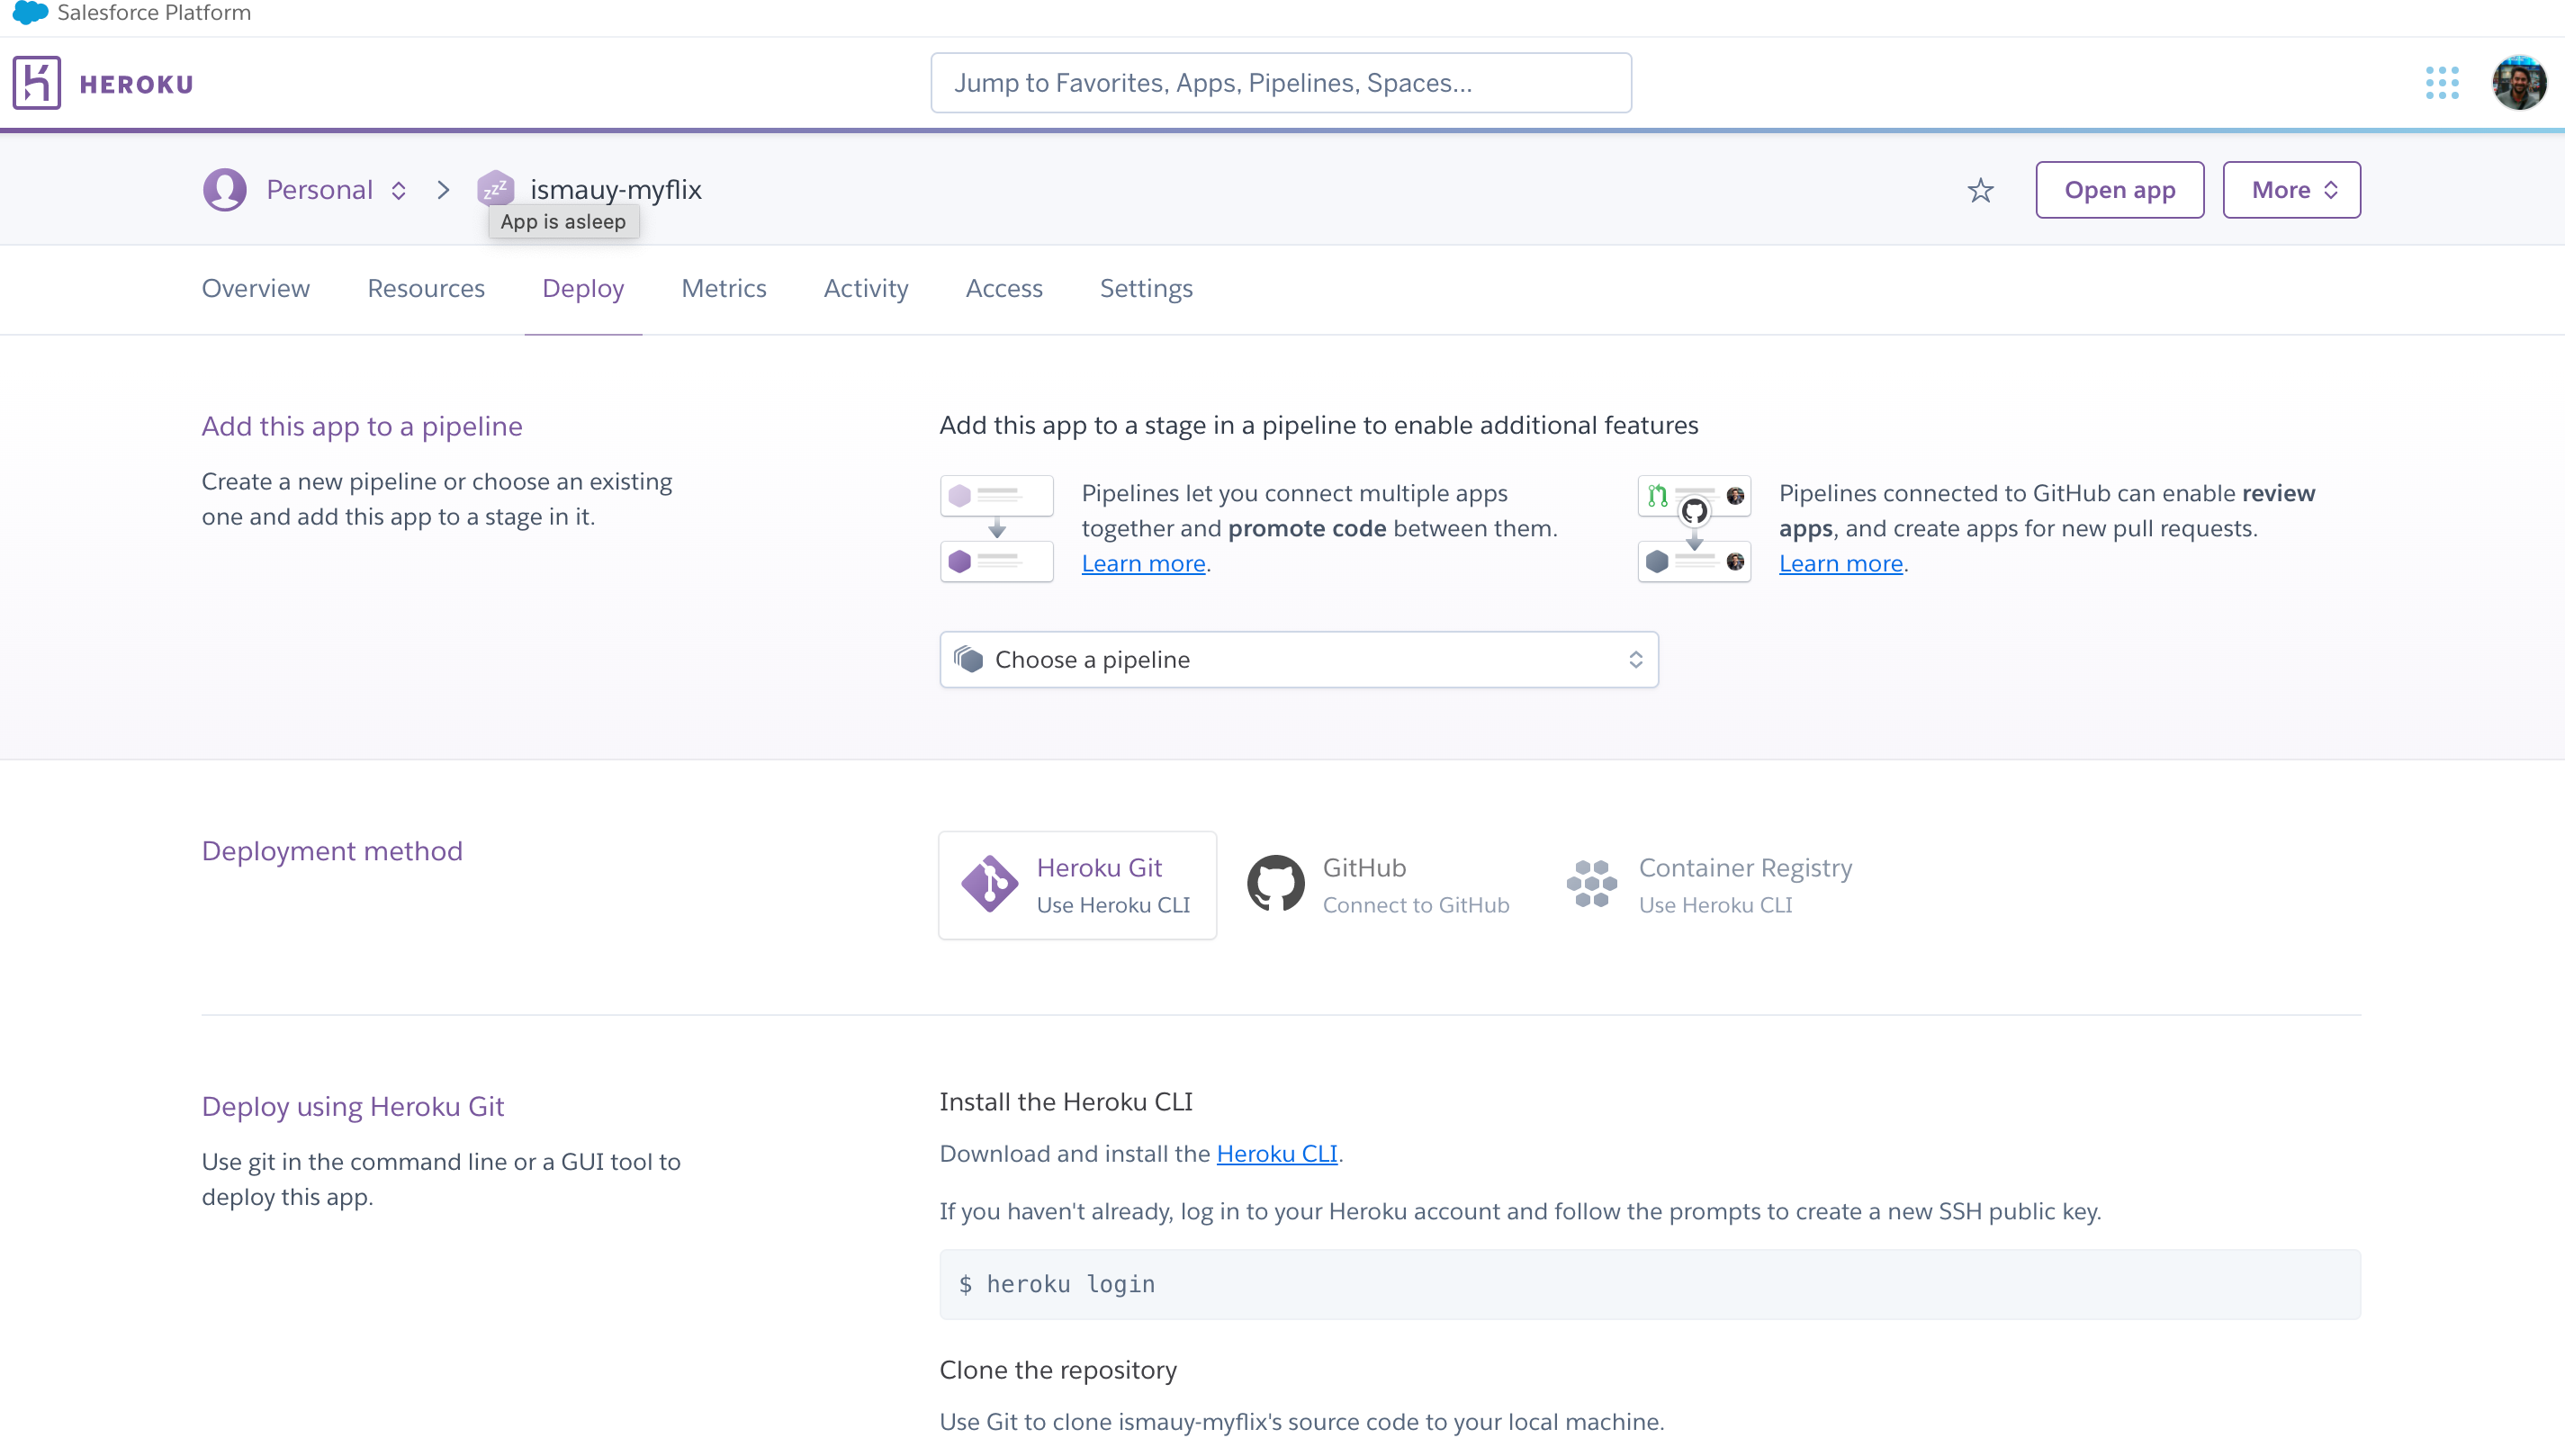 Salesforce Platform
HEROKU
Jump to Favorites, Apps, Pipelines, Spaces...
Personal
ismauy-myflix
App is asleep
Open app
More
Overview
Resources
Deploy
Metrics
Activity
Access
Settings
Add this app to a pipeline
Create a new pipeline or choose an existing
one and add this app to a stage in it.
Add this app to a stage in a pipeline to enable additional features
Pipelines let you connect multiple apps
together and promote code between them.
Learn more.
Pipelines connected to GitHub can enable review
apps, and create apps for new pull requests.
Learn more.
Choose a pipeline
Deployment method
Heroku Git
Use Heroku CLI
GitHub
Connect to GitHub
Container Registry
Use Heroku CLI
Deploy using Heroku Git
Use git in the command line or a GUI tool to
deploy this app.
Install the Heroku CLI
Download and install the Heroku CLI.
If you haven't already, log in to your Heroku account and follow the prompts to create a new SSH public key.
$ heroku login
Clone the repository
Use Git to clone ismauy-myflix's source code to your local machine.